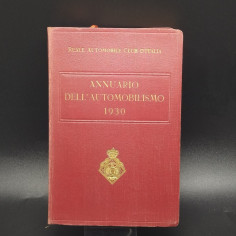 REALE AUTOMOBILE CLUB D'ITALIA
ANNUARIO
DELL'AUTOMOBILISMO
1930